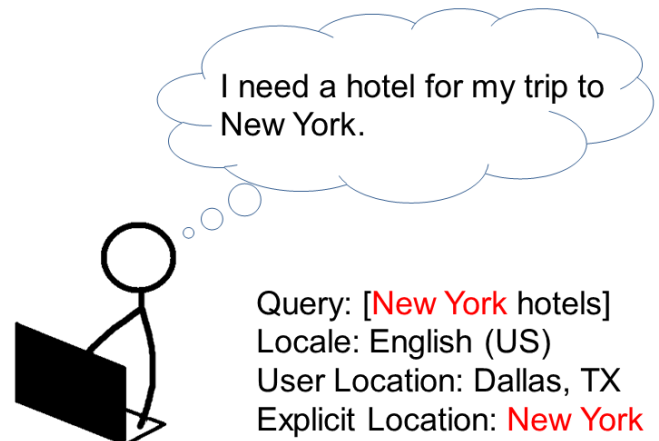 I need a hotel for my trip to
New York.
Query: [New York hotels]
Locale: English (US)
User Location: Dallas, TX
Explicit Location: New York